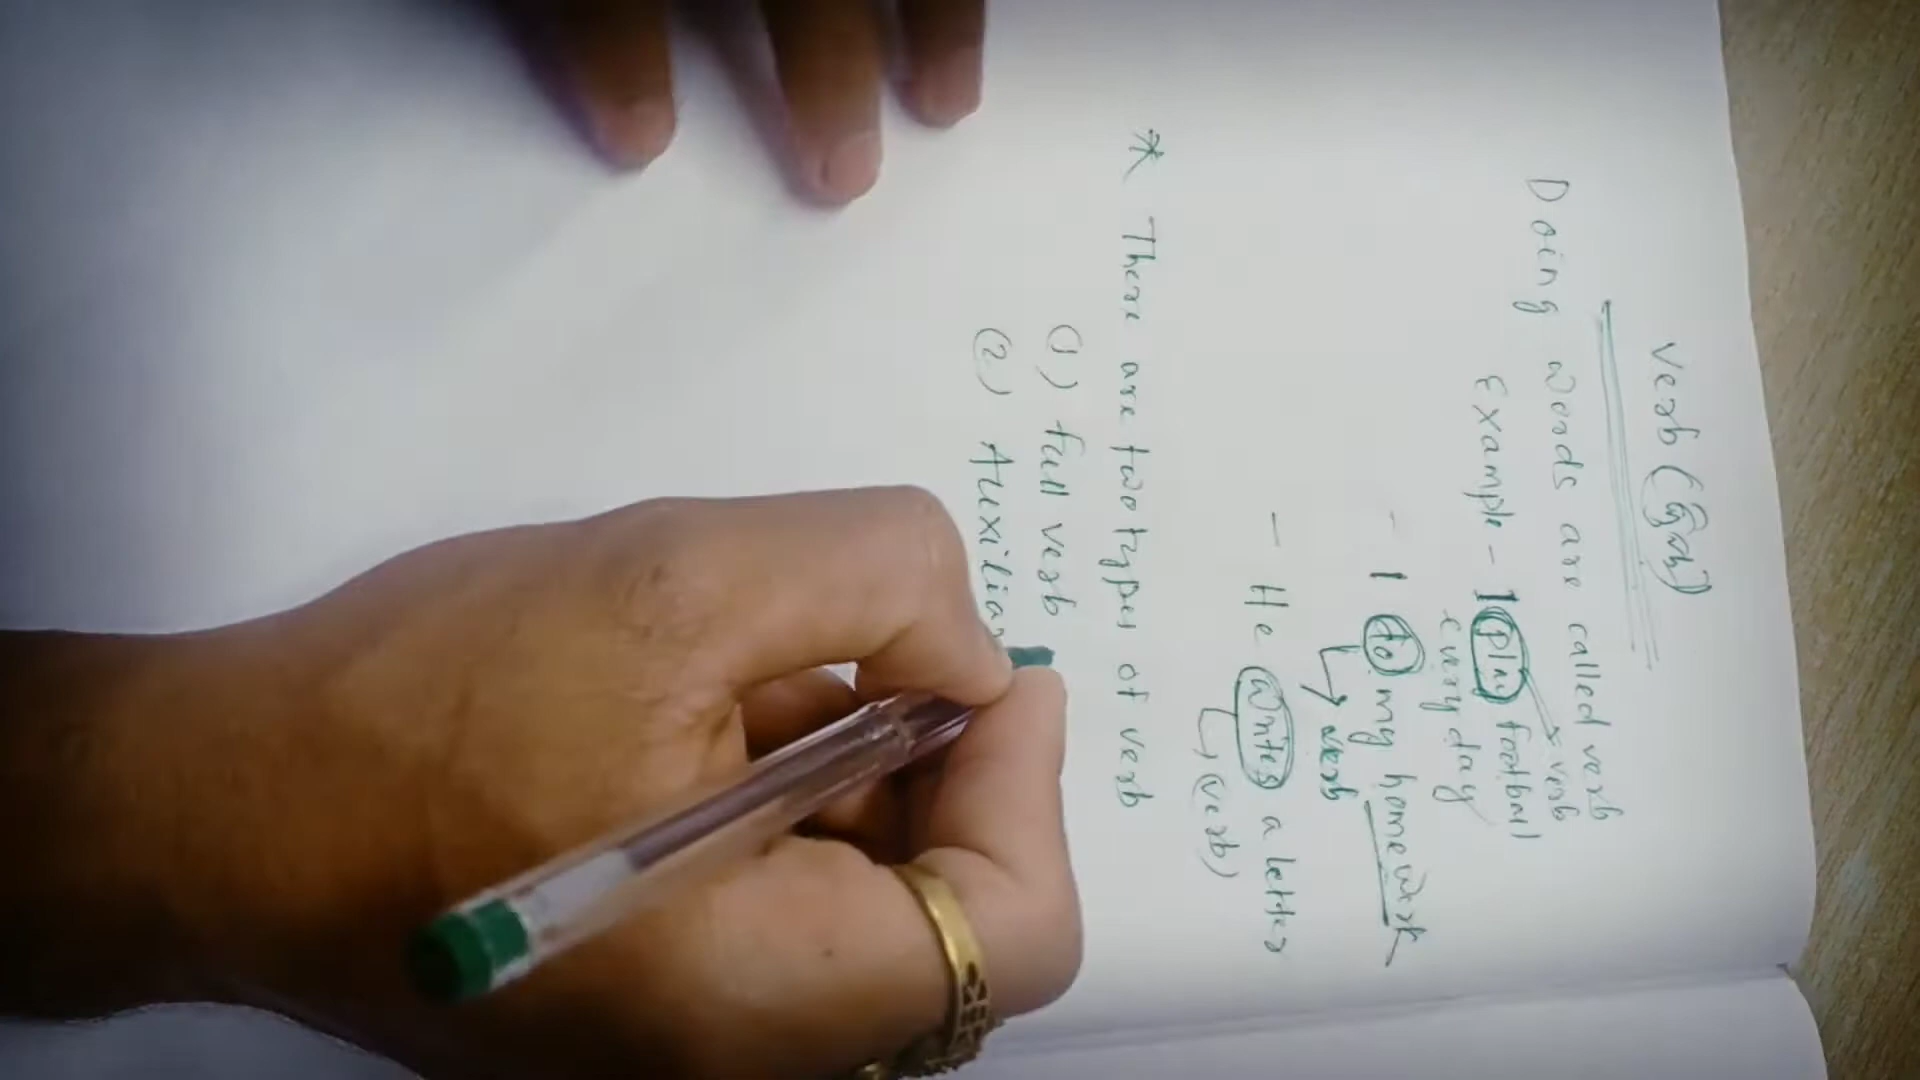 Verb (क्रिया)
Doing words are called verb
Example - I play football
→ verb
every day
- I do my homework
→ verb
- He writes a letter
→ (verb)
* There are two types of verb
(1) full verb
(2) Auxiliar